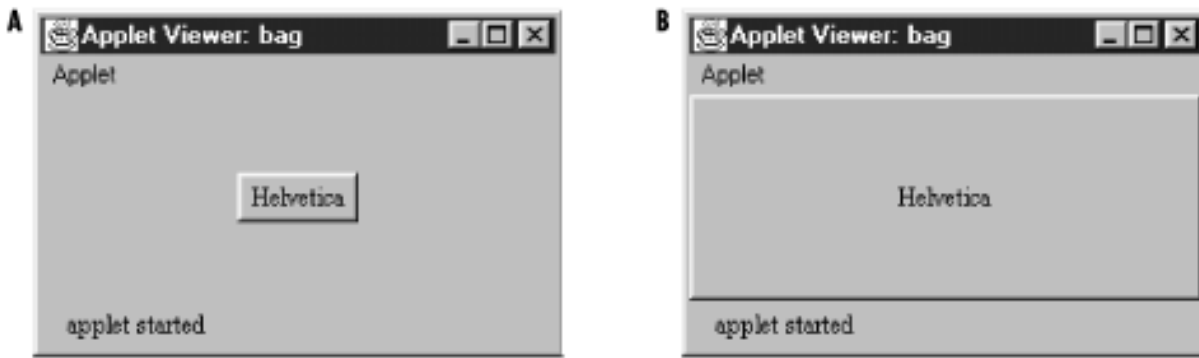 A
Applet Viewer: bag
Applet
Helvetica
applet started
B
Applet Viewer: bag
Applet
Helvetica
applet started